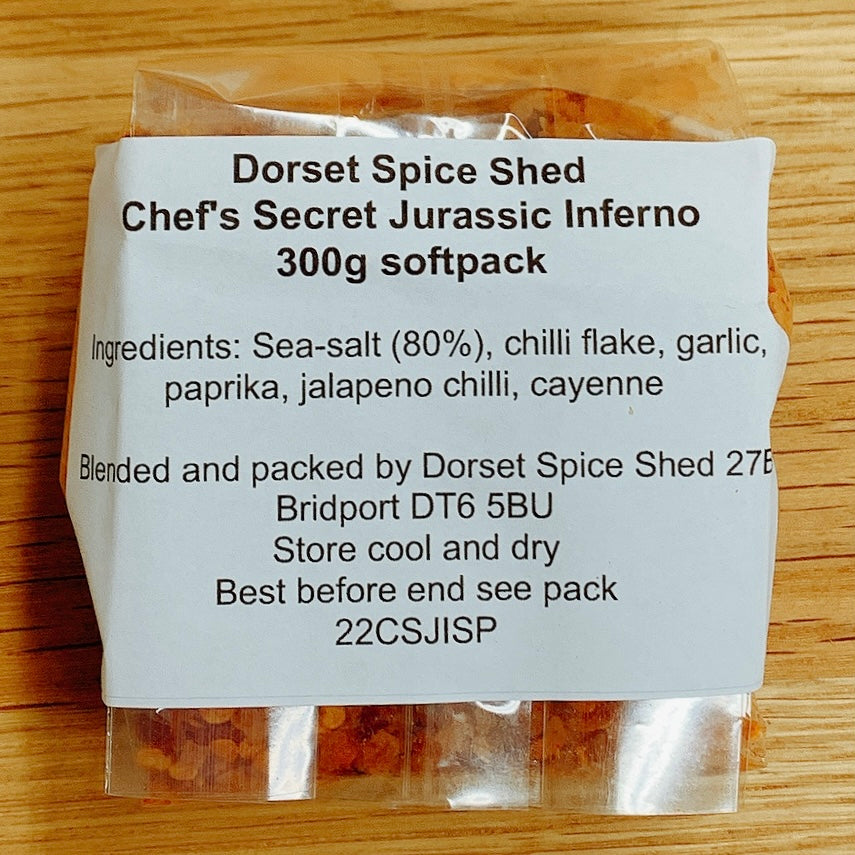 Dorset Spice Shed
Chef's Secret Jurassic Inferno
300g softpack
Ingredients: Sea-salt (80%), chilli flake, garlic,
paprika, jalapeno chilli, cayenne
Blended and packed by Dorset Spice Shed 27B
Bridport DT6 5BU
Store cool and dry
Best before end see pack
22CSJISP